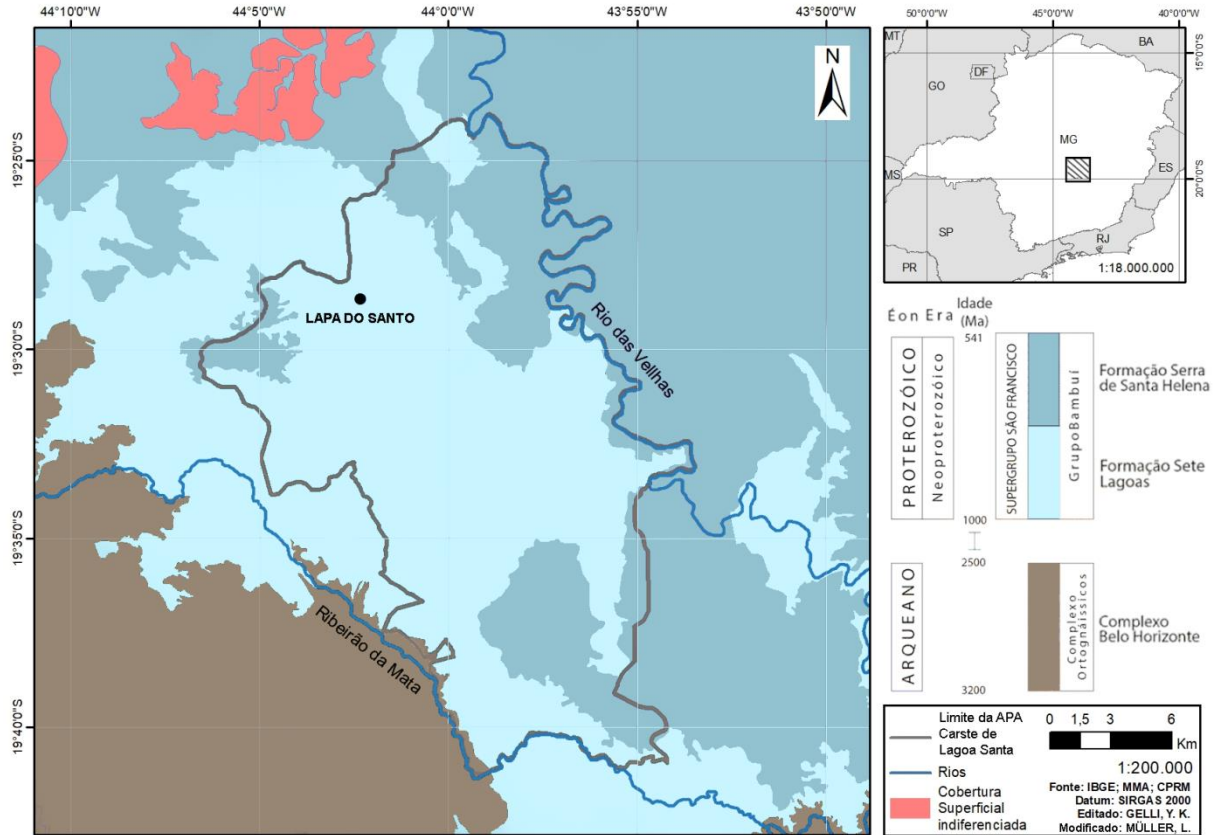 44°10'0"W 44°5'0"W 44°0'0"W 43°55'0"W 43°50'0"W
19°25'0"S
19°30'0"S
19°35'0"S
19°40'0"S
N
LAPA DO SANTO
Rio das Vellhas
Ribeirão da Mata
50°0'0"W 45°0'0"W 40°0'0"W
15°0'0"S
20°0'0"S
MT
BA
DF
GO
MG
MS
ES
SP
RJ
PR
1:18.000.000
Éon Era Idade
(Ma)
541
PROTEROZÓICO
Neoproterozóico
SUPERGRUPO SÃO FRANCISCO
GrupoBambuí
Formação Serra
de Santa Helena
Formação Sete
Lagoas
1000
2500
ARQUEANO
Complexo
Ortognáissicos
Complexo
Belo Horizonte
3200
Limite da APA
Carste de
Lagoa Santa
Rios
Cobertura
Superficial
indiferenciada
0 1,5 3 6
Km
1:200.000
Fonte: IBGE; MMA; CPRM
Datum: SIRGAS 2000
Editado: GELLI, Y. K.
Modificado: MÜLLER, L.